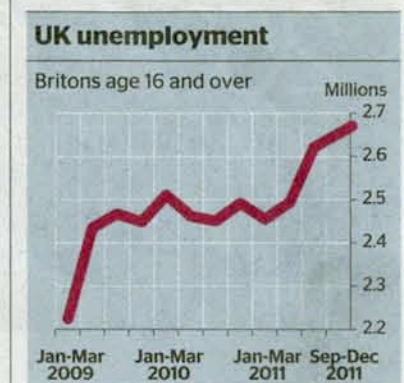 UK unemployment
Britons age 16 and over
Millions
2.7
2.6
2.5
2.4
2.3
2.2
Jan-Mar Jan-Mar Jan-Mar Sep-Dec
2009 2010 2011 2011